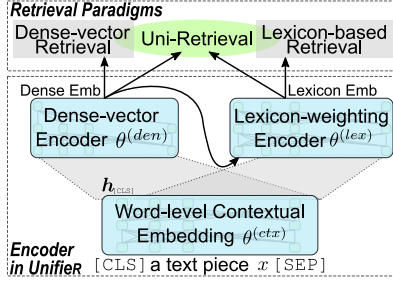 Retrieval Paradigms
Dense-vector Retrieval
Uni-Retrieval
Lexicon-based Retrieval
Dense Emb
Lexicon Emb
Dense-vector
Encoder θ^(den)
Lexicon-weighting
Encoder θ^(lex)
h_[CLS]
Word-level Contextual
Embedding θ^(ctx)
Encoder
in UnifieR
[CLS] a text piece x [SEP]